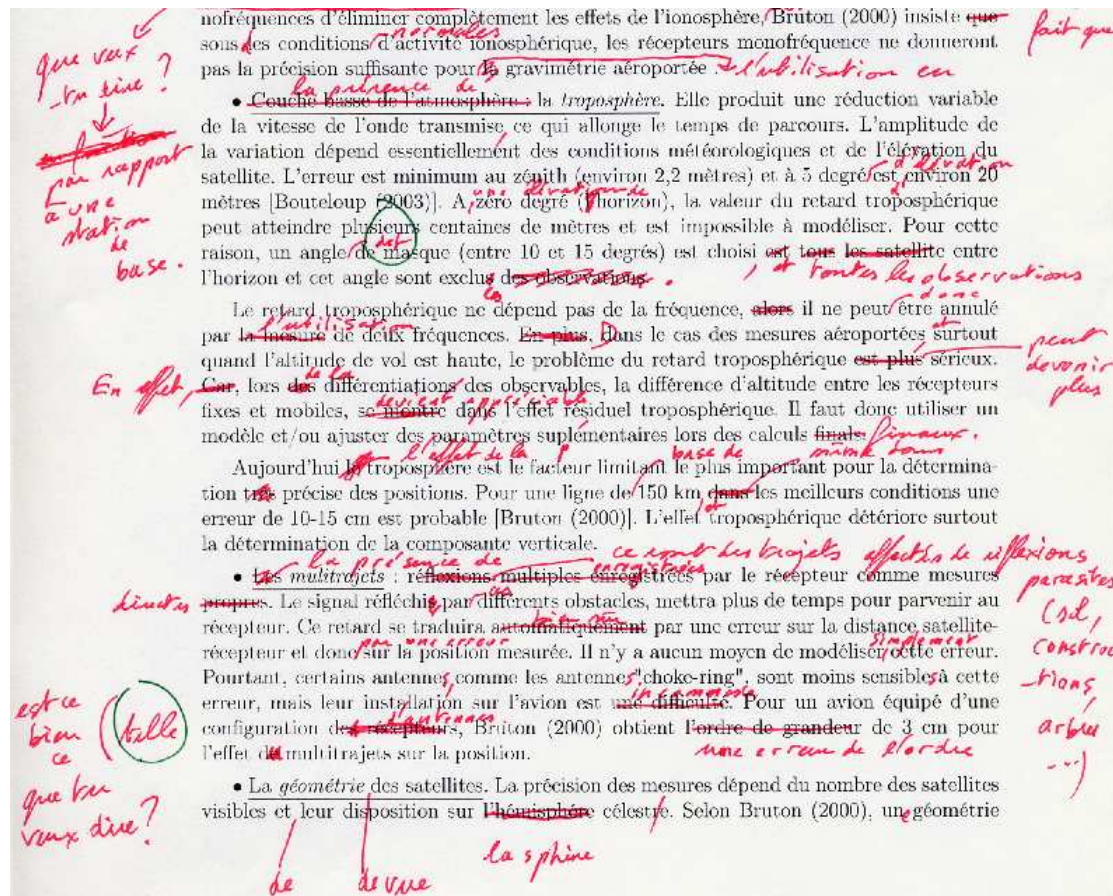 nofréquences d'éliminer complètement les effets de l'ionosphère, Bruton (2000) insiste que
fait que
normales
sous des conditions d'activité ionosphérique, les récepteurs monofréquence ne donneront
pas la précision suffisante pour la gravimétrie aéroportée.
l'utilisation en
que veux
-tu dire ?
par rapport
à une
station
de
base.
la présence de
• Couche basse de l'atmosphère : la troposphère. Elle produit une réduction variable
de la vitesse de l'onde transmise ce qui allonge le temps de parcours. L'amplitude de
la variation dépend essentiellement des conditions météorologiques et de l'élévation du
d'élévation
satellite. L'erreur est minimum au zénith (environ 2,2 mètres) et à 5 degré est environ 20
une élévation de
mètres [Bouteloup (2003)]. A zéro degré (l'horizon), la valeur du retard troposphérique
peut atteindre plusieurs centaines de mètres et est impossible à modéliser. Pour cette
raison, un angle de masque (entre 10 et 15 degrés) est choisi est tous les satellite entre
l'horizon et cet angle sont exclus des observations.
, et toutes les observations
Le retard troposphérique ne dépend pas de la fréquence, alors il ne peut être annulé
donc
l'utilisation
par la mesure de deux fréquences. En plus, dans le cas des mesures aéroportées surtout
et
quand l'altitude de vol est haute, le problème du retard troposphérique est plus sérieux.
peut
devenir
plus
En effet,
de la
Car, lors des différentiations des observables, la différence d'altitude entre les récepteurs
devient appréciable
fixes et mobiles, se montre dans l'effet résiduel troposphérique. Il faut donc utiliser un
modèle et/ou ajuster des paramètres suplémentaires lors des calculs finals.
finaux.
l'effet de la
base de
même dans
Aujourd'hui la troposphère est le facteur limitant le plus important pour la détermina-
tion très précise des positions. Pour une ligne de 150 km dans les meilleurs conditions une
erreur de 10-15 cm est probable [Bruton (2000)]. L'effet troposphérique détériore surtout
la détermination de la composante verticale.
la présence de
ce sont des trajets affectés de réflexions
parasites
(sol,
construc
-tions,
arbres
...)
enregistrées
• Les multitrajets : réflexions multiples enregistrées par le récepteur comme mesures
directes
propres. Le signal réfléchis par différents obstacles, mettra plus de temps pour parvenir au
bien sûr
récepteur. Ce retard se traduira automatiquement par une erreur sur la distance satellite-
par une erreur
simplement
récepteur et donc sur la position mesurée. Il n'y a aucun moyen de modéliser cette erreur.
Pourtant, certains antennes comme les antennes "choke-ring", sont moins sensibles à cette
erreur, mais leur installation sur l'avion est une difficulté. Pour un avion équipé d'une
est ce
bien
ce
que tu
veux dire ?
telle
d'antennes
configuration des récepteurs, Bruton (2000) obtient l'ordre de grandeur de 3 cm pour
une erreur de l'ordre
l'effet de multitrajets sur la position.
• La géométrie des satellites. La précision des mesures dépend du nombre des satellites
visibles et leur disposition sur l'hémisphère célestre. Selon Bruton (2000), une géométrie
la sphère
de
de vue